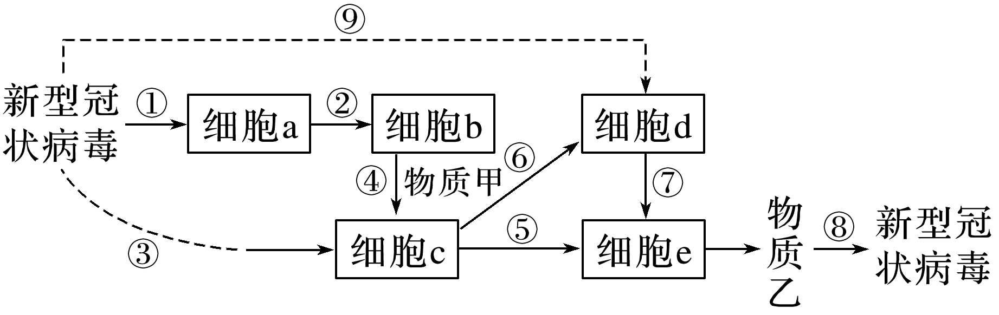 ⑨
新型冠
状病毒
①
细胞a
②
细胞b
细胞d
③
④
物质甲
⑥
⑦
细胞c
⑤
细胞e
物
质
乙
⑧
新型冠
状病毒